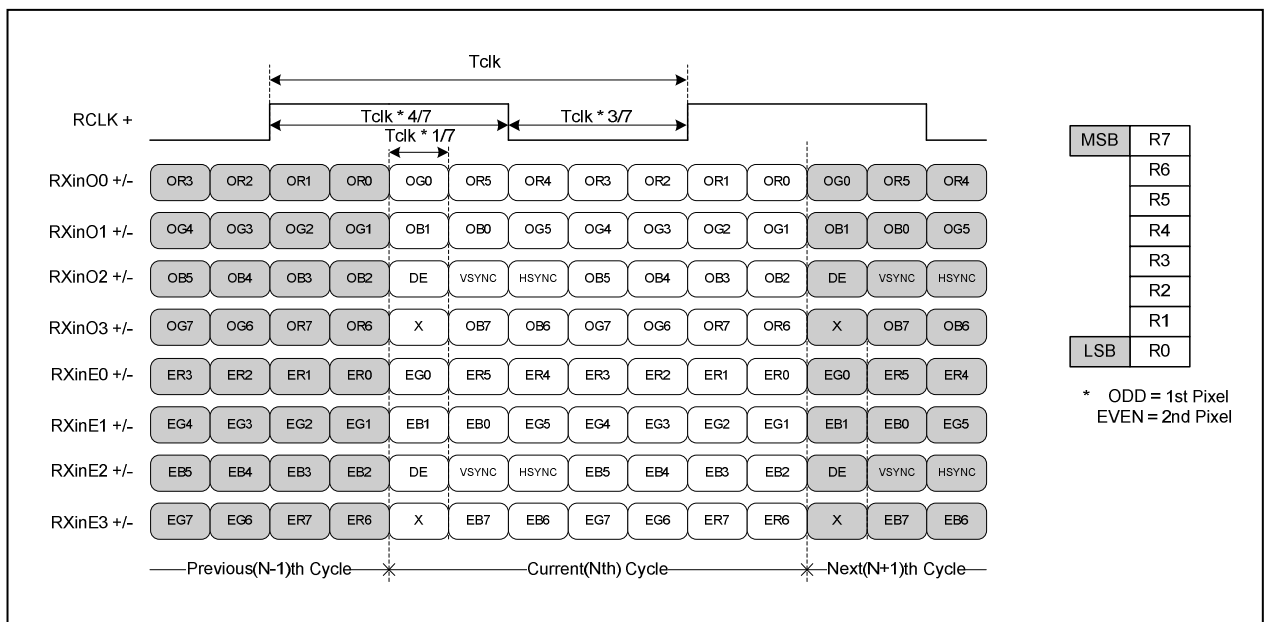 Tclk
RCLK +
Tclk * 4/7
Tclk * 3/7
Tclk * 1/7
RXinO0 +/- OR3 OR2 OR1 OR0 OG0 OR5 OR4 OR3 OR2 OR1 OR0 OG0 OR5 OR4
RXinO1 +/- OG4 OG3 OG2 OG1 OB1 OB0 OG5 OG4 OG3 OG2 OG1 OB1 OB0 OG5
RXinO2 +/- OB5 OB4 OB3 OB2 DE VSYNC HSYNC OB5 OB4 OB3 OB2 DE VSYNC HSYNC
RXinO3 +/- OG7 OG6 OR7 OR6 X OB7 OB6 OG7 OG6 OR7 OR6 X OB7 OB6
RXinE0 +/- ER3 ER2 ER1 ER0 EG0 ER5 ER4 ER3 ER2 ER1 ER0 EG0 ER5 ER4
RXinE1 +/- EG4 EG3 EG2 EG1 EB1 EB0 EG5 EG4 EG3 EG2 EG1 EB1 EB0 EG5
RXinE2 +/- EB5 EB4 EB3 EB2 DE VSYNC HSYNC EB5 EB4 EB3 EB2 DE VSYNC HSYNC
RXinE3 +/- EG7 EG6 ER7 ER6 X EB7 EB6 EG7 EG6 ER7 ER6 X EB7 EB6
Previous(N-1)th Cycle Current(Nth) Cycle Next(N+1)th Cycle
MSB R7
R6
R5
R4
R3
R2
R1
LSB R0
* ODD = 1st Pixel
EVEN = 2nd Pixel